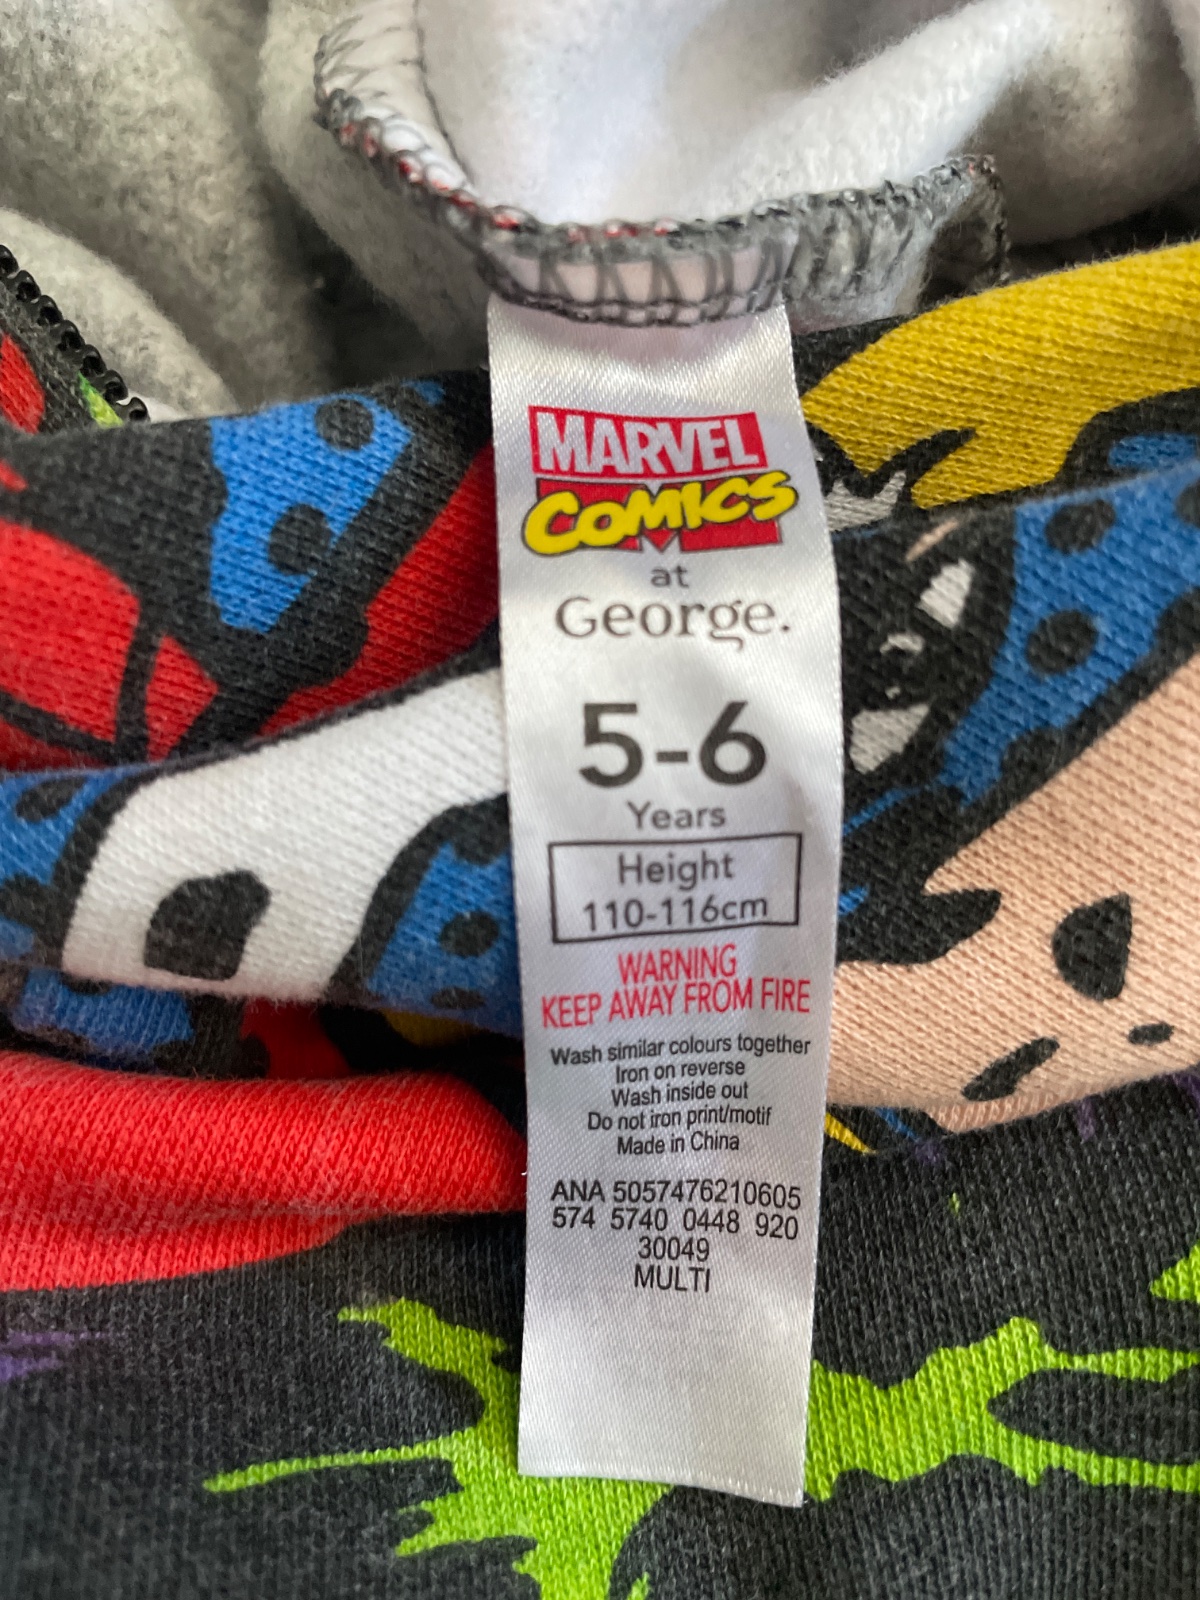 MARVEL
COMICS
at
George.
5-6
Years
Height
110-116cm
WARNING
KEEP AWAY FROM FIRE
Wash similar colours together
Iron on reverse
Wash inside out
Do not iron print/motif
Made in China
ANA 5057476210605
574 5740 0448 920
30049
MULTI